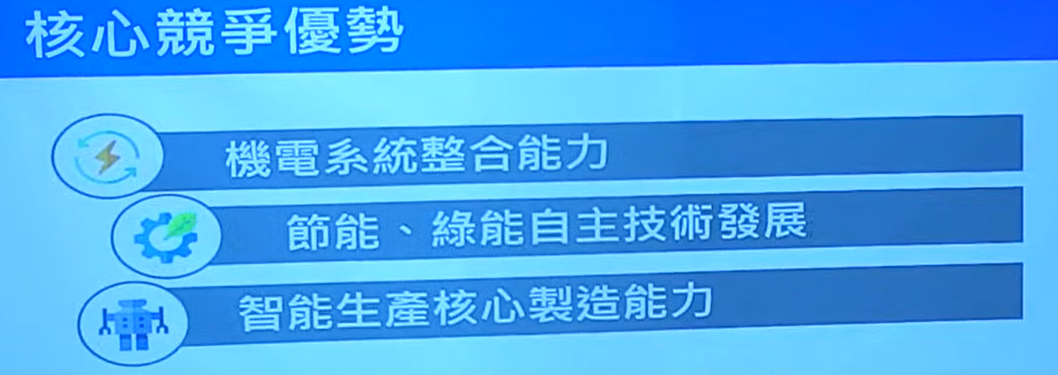 核心競爭優勢
機電系統整合能力
節能、綠能自主技術發展
智能生產核心製造能力